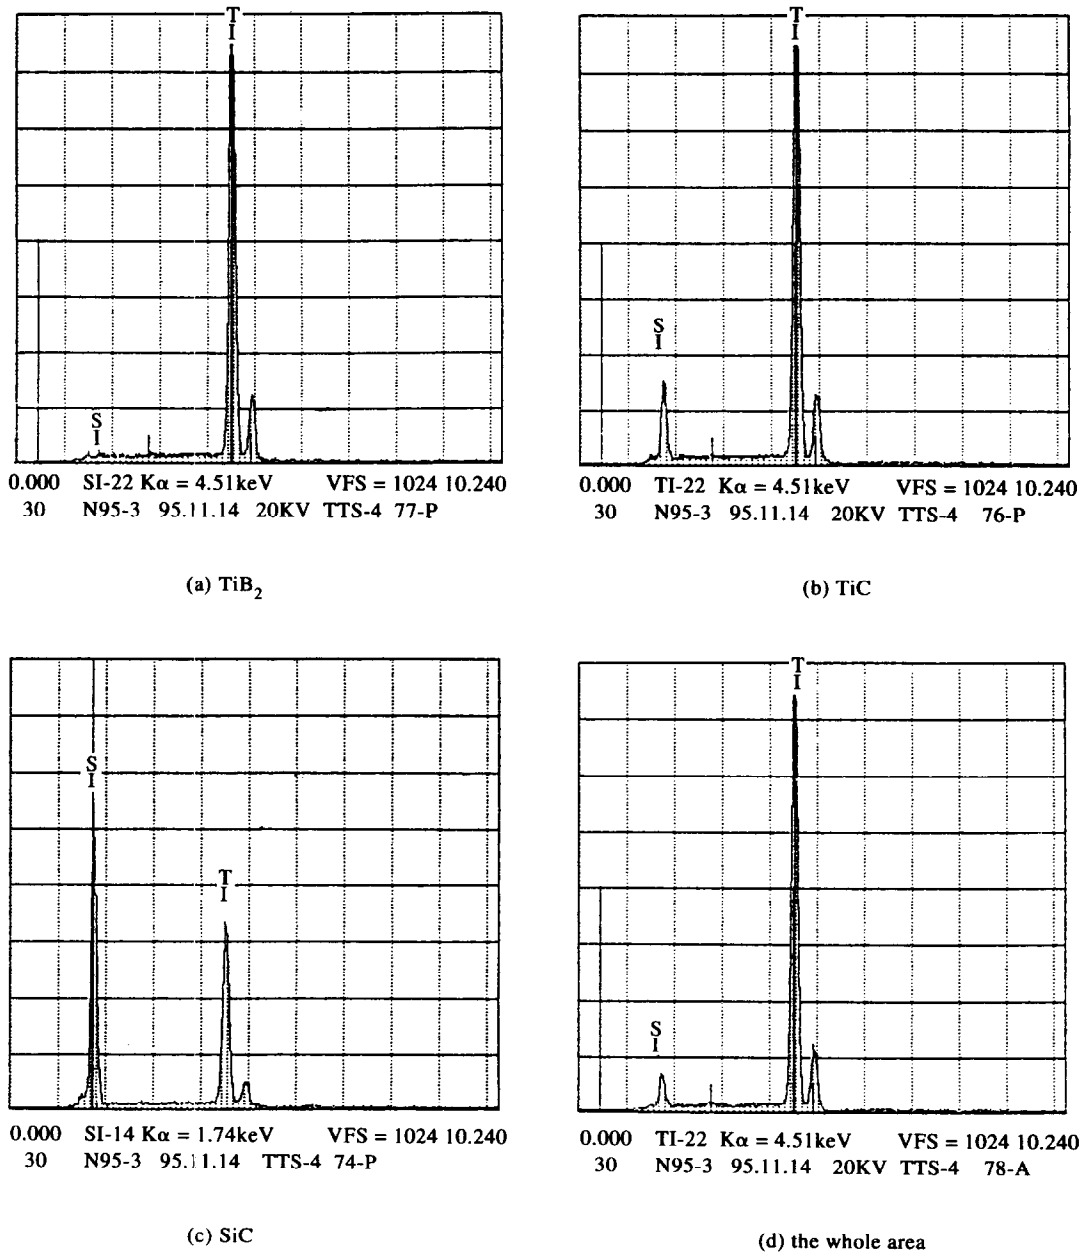 T
I
S
I
0.000 SI-22 Kα = 4.51keV VFS = 1024 10.240
30 N95-3 95.11.14 20KV TTS-4 77-P
(a) TiB2
T
I
S
I
0.000 TI-22 Kα = 4.51keV VFS = 1024 10.240
30 N95-3 95.11.14 20KV TTS-4 76-P
(b) TiC
S
I
T
I
0.000 SI-14 Kα = 1.74keV VFS = 1024 10.240
30 N95-3 95.11.14 TTS-4 74-P
(c) SiC
T
I
S
I
0.000 TI-22 Kα = 4.51keV VFS = 1024 10.240
30 N95-3 95.11.14 20KV TTS-4 78-A
(d) the whole area